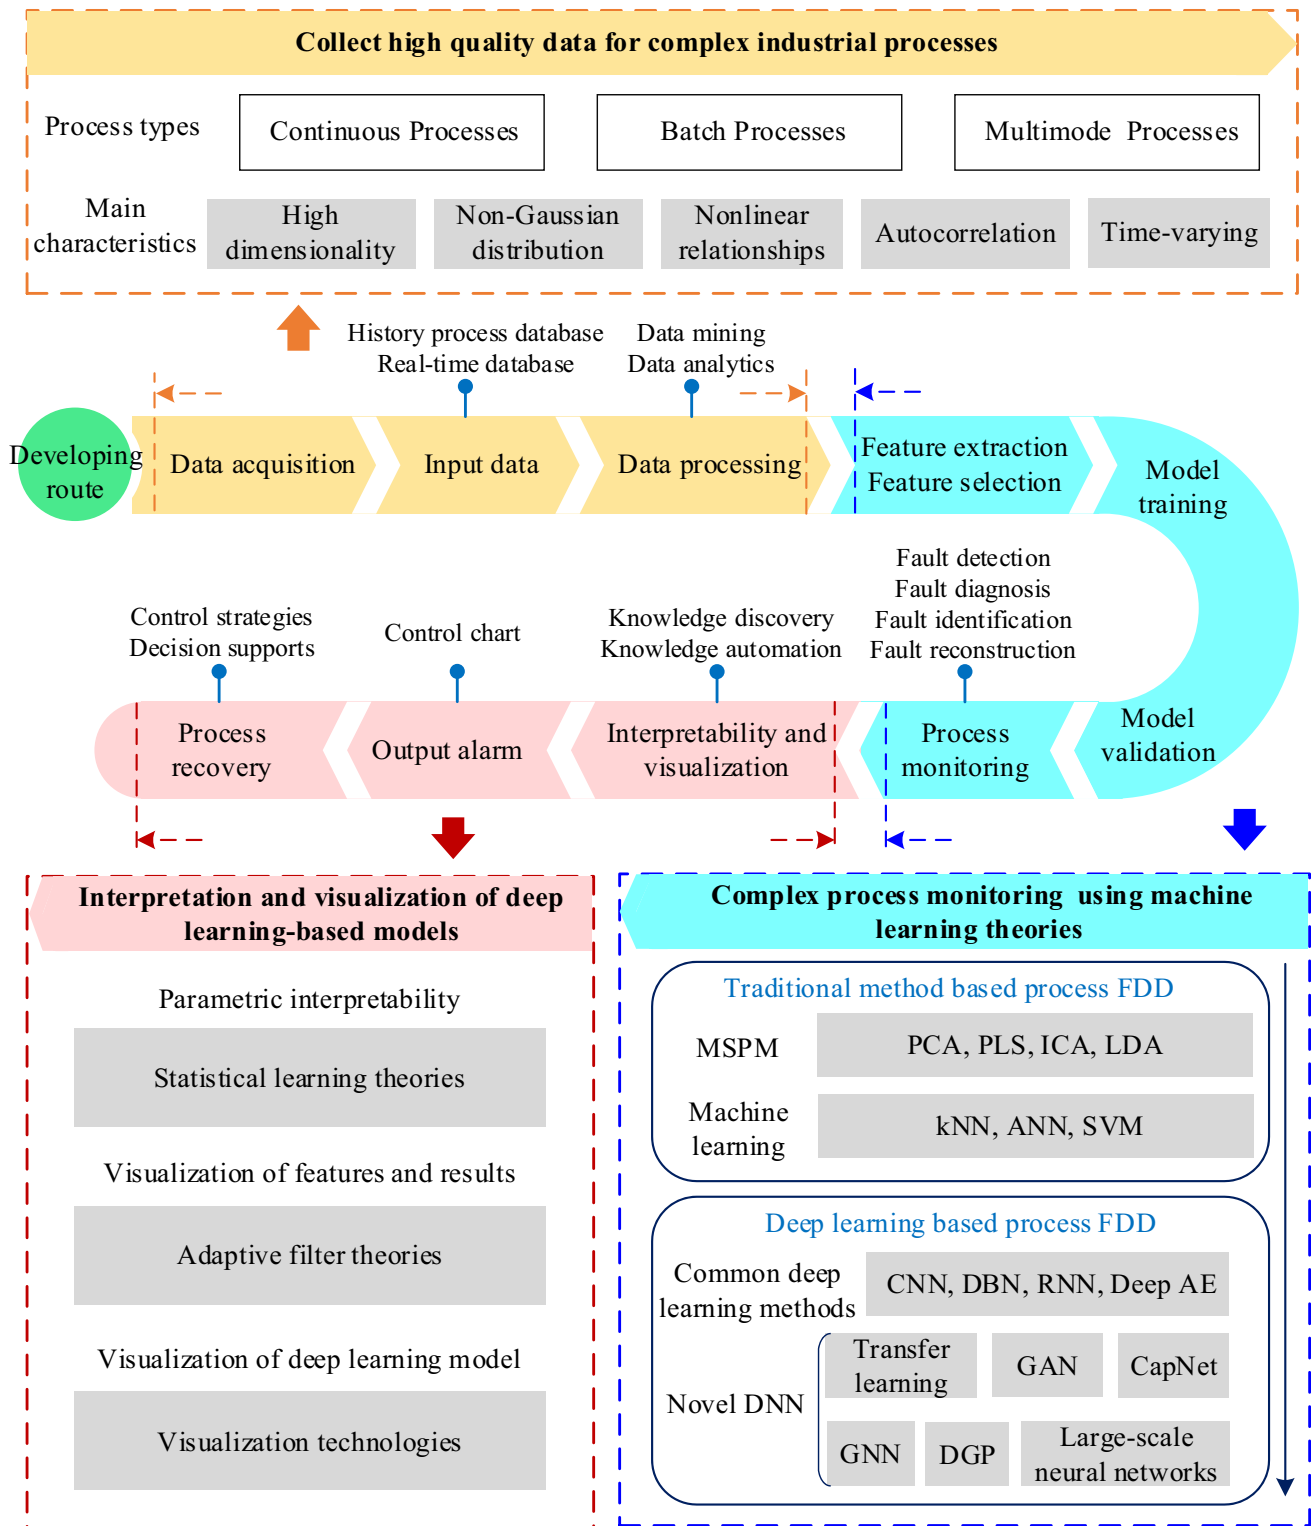 Collect high quality data for complex industrial processes
Process types
Continuous Processes
Batch Processes
Multimode Processes
Main
characteristics
High
dimensionality
Non-Gaussian
distribution
Nonlinear
relationships
Autocorrelation
Time-varying
History process database
Real-time database
Data mining
Data analytics
Developing
route
Data acquisition
Input data
Data processing
Feature extraction
Feature selection
Model
training
Fault detection
Fault diagnosis
Fault identification
Fault reconstruction
Control strategies
Decision supports
Control chart
Knowledge discovery
Knowledge automation
Process
recovery
Output alarm
Interpretability and
visualization
Process
monitoring
Model
validation
Interpretation and visualization of deep
learning-based models
Parametric interpretability
Statistical learning theories
Visualization of features and results
Adaptive filter theories
Visualization of deep learning model
Visualization technologies
Complex process monitoring using machine
learning theories
Traditional method based process FDD
MSPM
PCA, PLS, ICA, LDA
Machine
learning
kNN, ANN, SVM
Deep learning based process FDD
Common deep
learning methods
CNN, DBN, RNN, Deep AE
Novel DNN
Transfer
learning
GAN
CapNet
GNN
DGP
Large-scale
neural networks